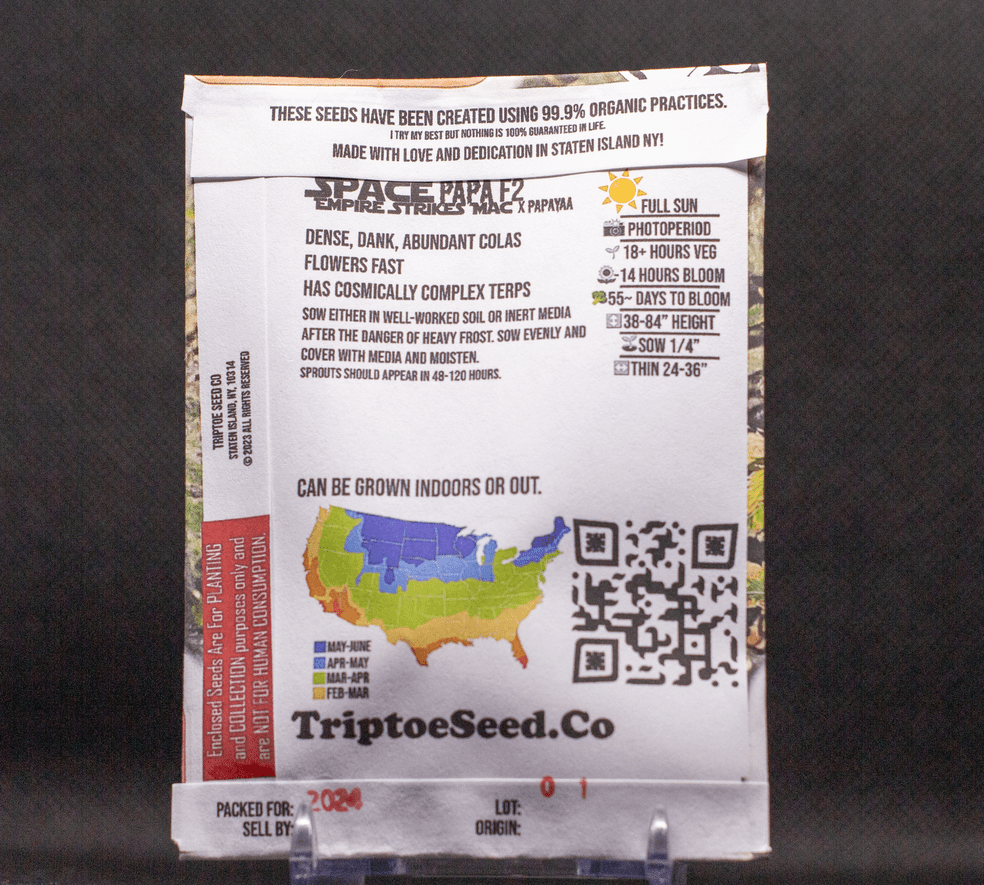 THESE SEEDS HAVE BEEN CREATED USING 99.9% ORGANIC PRACTICES.
I TRY MY BEST BUT NOTHING IS 100% GUARANTEED IN LIFE.
MADE WITH LOVE AND DEDICATION IN STATEN ISLAND NY!
SPACE PAPA F2
EMPIRE STRIKES MAC X PAPAYAA
DENSE, DANK, ABUNDANT COLAS
FLOWERS FAST
HAS COSMICALLY COMPLEX TERPS
SOW EITHER IN WELL-WORKED SOIL OR INERT MEDIA
AFTER THE DANGER OF HEAVY FROST. SOW EVENLY AND
COVER WITH MEDIA AND MOISTEN.
SPROUTS SHOULD APPEAR IN 48-120 HOURS.
FULL SUN
PHOTOPERIOD
18+ HOURS VEG
-14 HOURS BLOOM
55~ DAYS TO BLOOM
38-84" HEIGHT
SOW 1/4"
THIN 24-36"
TRIPTOE SEED CO
STATEN ISLAND, NY, 10314
© 2023 ALL RIGHTS RESERVED
Enclosed Seeds Are For PLANTING
and COLLECTION purposes only and
are NOT FOR HUMAN CONSUMPTION.
CAN BE GROWN INDOORS OR OUT.
MAY-JUNE
APR-MAY
MAR-APR
FEB-MAR
TriptoeSeed.Co
PACKED FOR: 2024
SELL BY:
LOT: 0 1
ORIGIN: